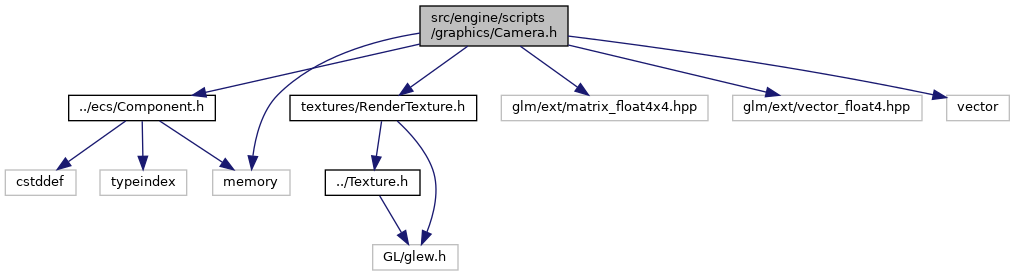 src/engine/scripts
/graphics/Camera.h
../ecs/Component.h
textures/RenderTexture.h
glm/ext/matrix_float4x4.hpp
glm/ext/vector_float4.hpp
vector
cstddef
typeindex
memory
../Texture.h
GL/glew.h